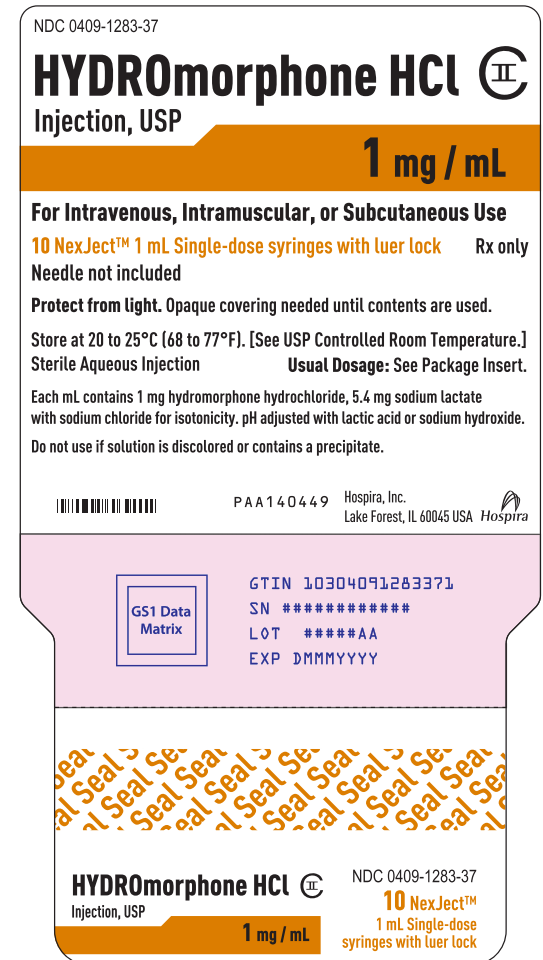 NDC 0409-1283-37
HYDROmorphone HCl CII
Injection, USP
1 mg / mL
For Intravenous, Intramuscular, or Subcutaneous Use
10 NexJect™ 1 mL Single-dose syringes with luer lock Rx only
Needle not included
Protect from light. Opaque covering needed until contents are used.
Store at 20 to 25°C (68 to 77°F). [See USP Controlled Room Temperature.]
Sterile Aqueous Injection Usual Dosage: See Package Insert.
Each mL contains 1 mg hydromorphone hydrochloride, 5.4 mg sodium lactate
with sodium chloride for isotonicity. pH adjusted with lactic acid or sodium hydroxide.
Do not use if solution is discolored or contains a precipitate.
PAA140449
Hospira, Inc.
Lake Forest, IL 60045 USA
Hospira
GS1 Data
Matrix
GTIN 10304091283371
SN ############
LOT #####AA
EXP DMMMYYYY
Seal Seal Seal Seal Seal Seal Seal
HYDROmorphone HCl CII
Injection, USP
1 mg / mL
NDC 0409-1283-37
10 NexJect™
1 mL Single-dose
syringes with luer lock